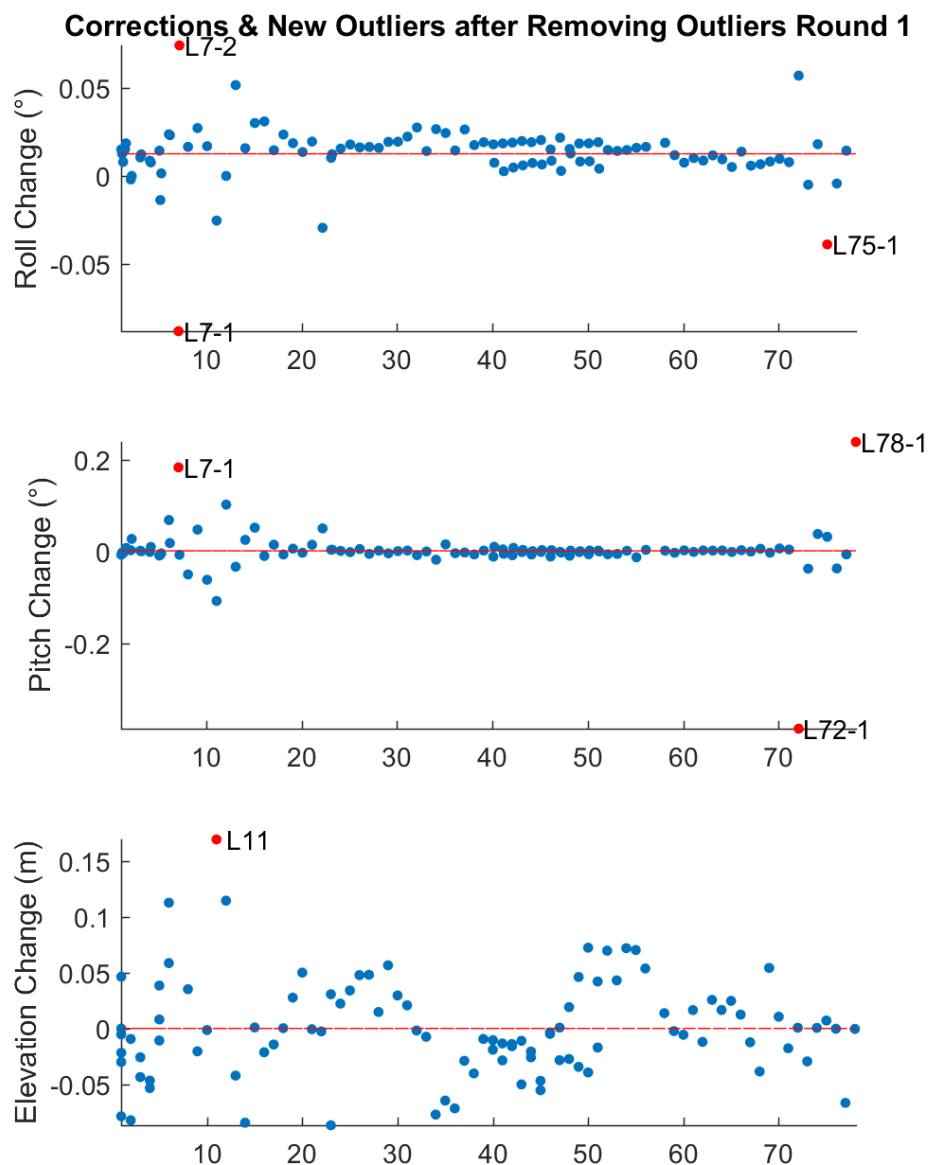 Corrections & New Outliers after Removing Outliers Round 1
L7-2
0.05
0
-0.05
Roll Change (°)
L75-1
L7-1
10 20 30 40 50 60 70
L78-1
0.2
L7-1
0
-0.2
Pitch Change (°)
L72-1
10 20 30 40 50 60 70
L11
0.15
0.1
0.05
0
-0.05
Elevation Change (m)
10 20 30 40 50 60 70